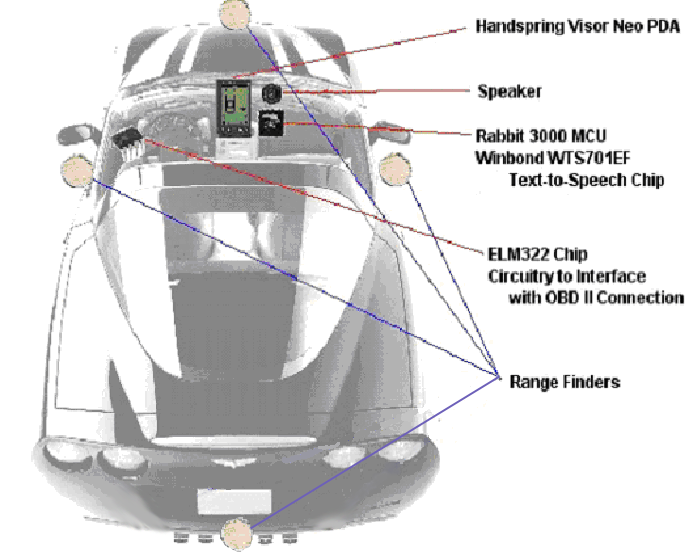 Handspring Visor Neo PDA
Speaker
Rabbit 3000 MCU
Winbond WTS701EF
Text-to-Speech Chip
ELM322 Chip
Circuitry to Interface
with OBD II Connection
Range Finders